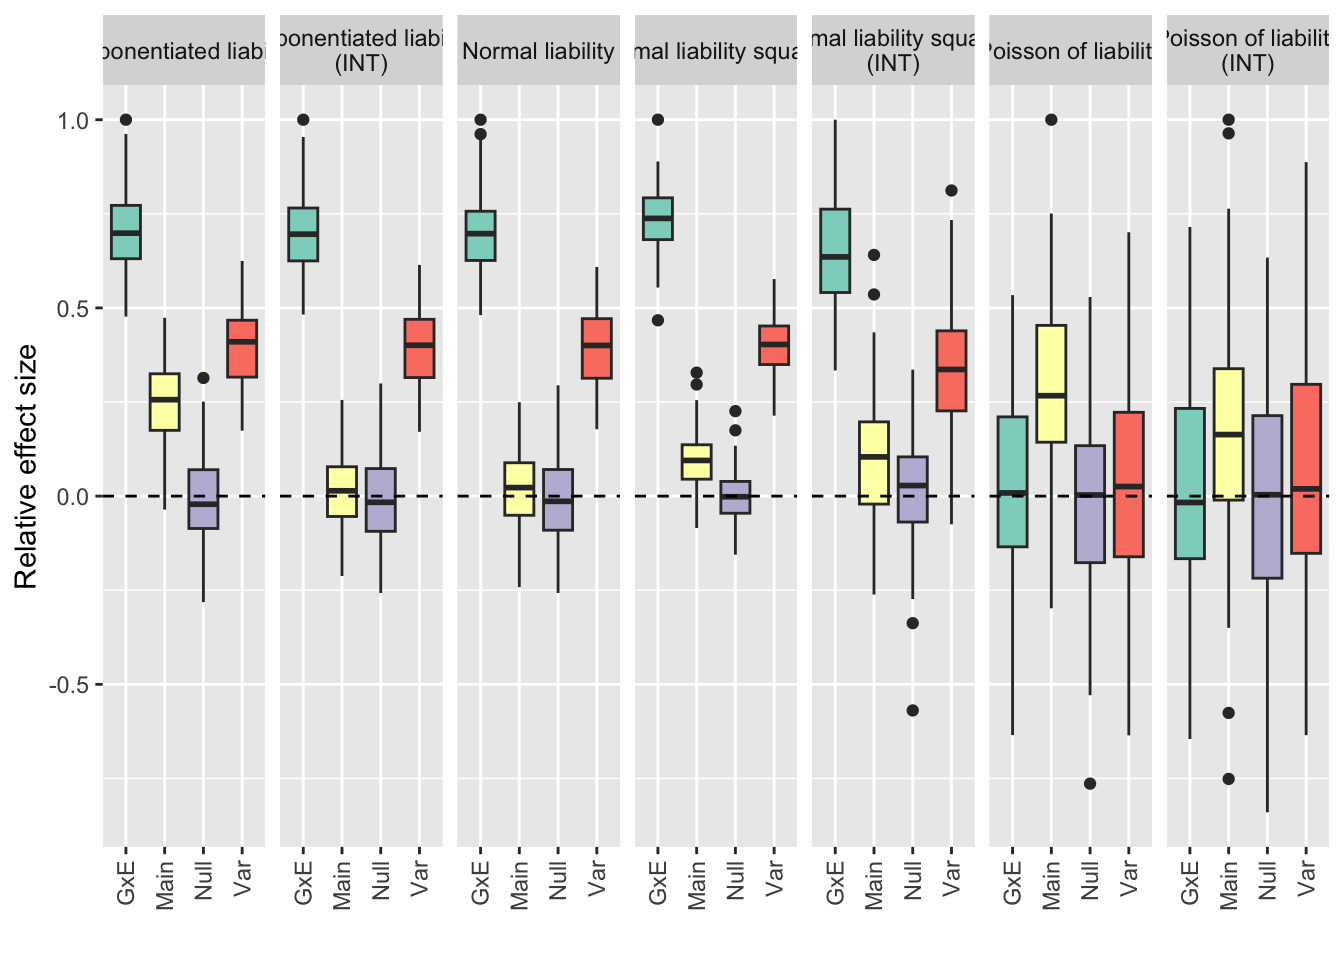 ponentiated liabi
ponentiated liabi
(INT)
Normal liability
mal liability squa
mal liability squa
(INT)
Poisson of liabilit
Poisson of liabilit
(INT)
Relative effect size
1.0
0.5
0.0
-0.5
GxE
Main
Null
Var
GxE
Main
Null
Var
GxE
Main
Null
Var
GxE
Main
Null
Var
GxE
Main
Null
Var
GxE
Main
Null
Var
GxE
Main
Null
Var